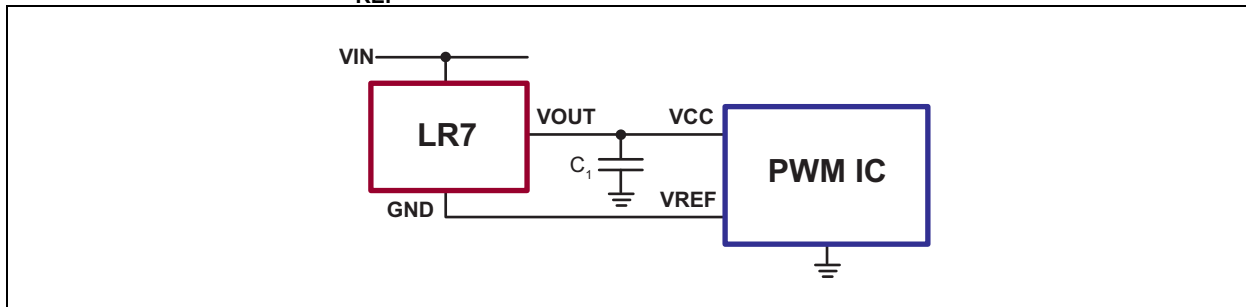 VIN
LR7
VOUT
VCC
C1
PWM IC
GND
VREF